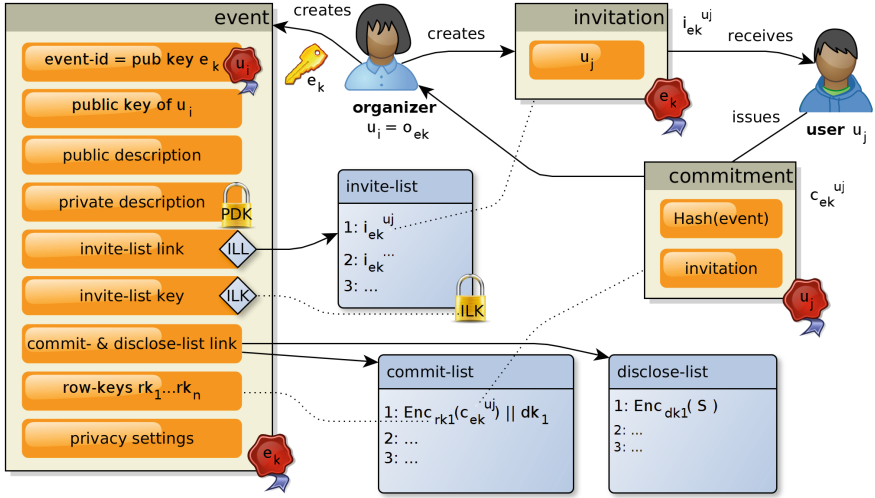 event
event-id = pub key e_k
u_i
public key of u_i
public description
private description
PDK
invite-list link
ILL
invite-list key
ILK
commit- & disclose-list link
row-keys rk_1...rk_n
privacy settings
e_k
creates
e_k
organizer
u_i = o_ek
creates
invitation
u_j
e_k
i_ek^uj
receives
user u_j
issues
commitment
Hash(event)
invitation
c_ek^uj
u_j
invite-list
1: i_ek^uj
2: i_ek^...
3: ...
ILK
commit-list
1: Enc_rk1(c_ek^uj) || dk_1
2: ...
3: ...
disclose-list
1: Enc_dk1( S )
2: ...
3: ...